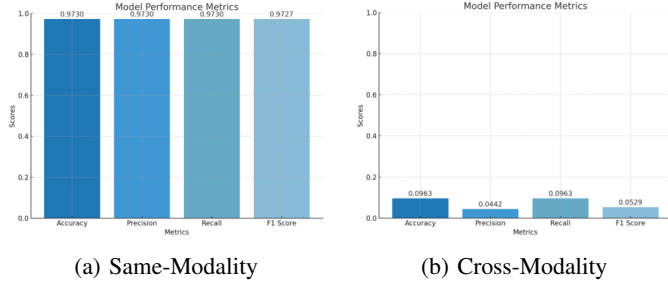 Model Performance Metrics
0.9730 0.9730 0.9730 0.9727
1.0
0.8
0.6
0.4
0.2
0.0
Scores
Accuracy Precision Recall F1 Score
Metrics
(a) Same-Modality
Model Performance Metrics
1.0
0.8
0.6
0.4
0.2
0.0
Scores
0.0963 0.0442 0.0963 0.0529
Accuracy Precision Recall F1 Score
Metrics
(b) Cross-Modality